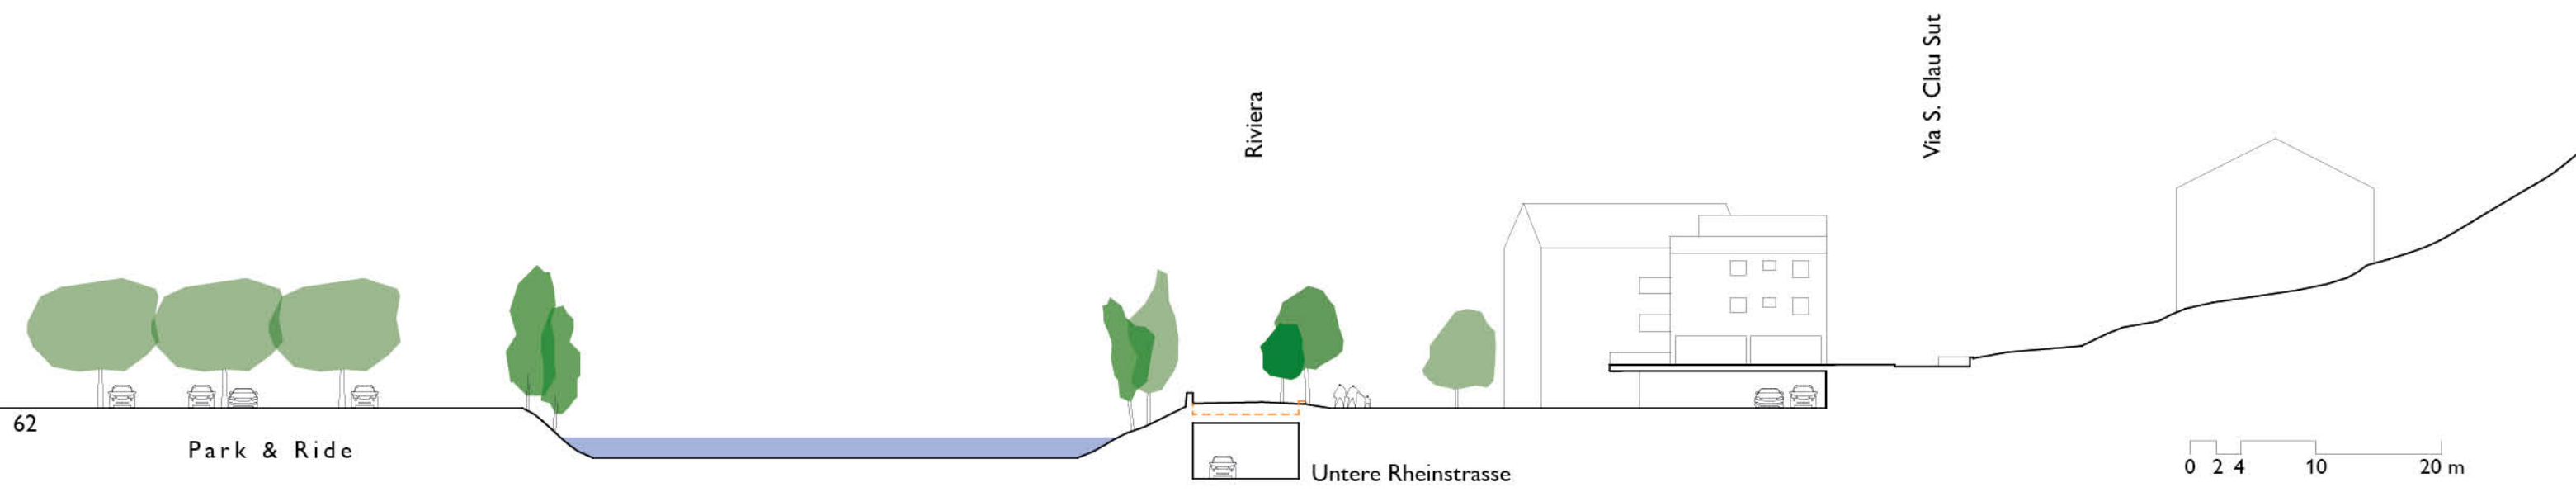 Riviera
Via S. Clau Sut
62
Park & Ride
Untere Rheinstrasse
0 2 4 10 20 m